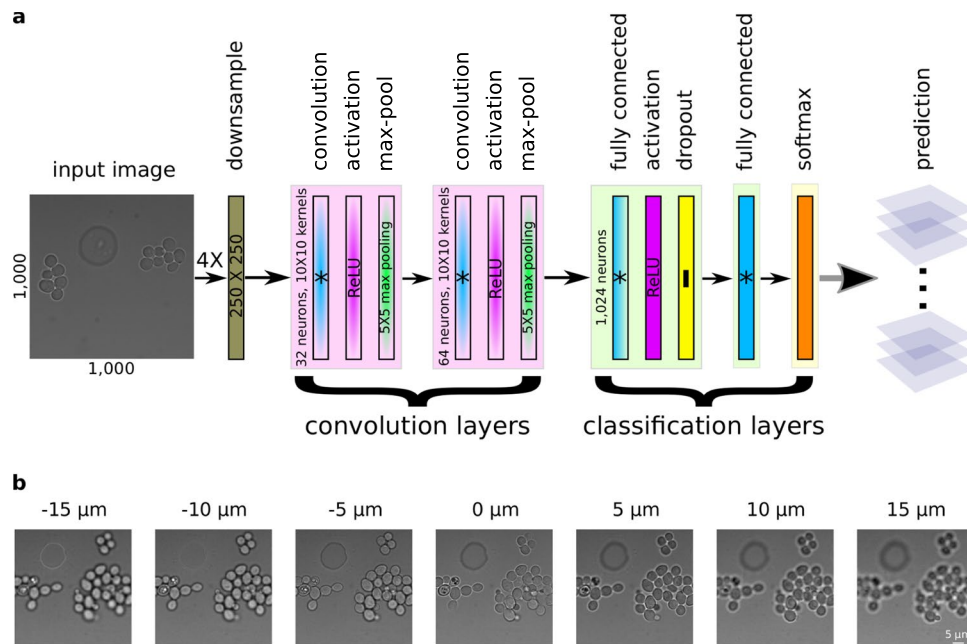 a
input image
1,000
1,000
4X
downsample
250 X 250
convolution
activation
max-pool
32 neurons, 10X10 kernels
*
ReLU
5X5 max pooling
convolution
activation
max-pool
64 neurons, 10X10 kernels
*
ReLU
5X5 max pooling
convolution layers
fully connected
activation
dropout
1,024 neurons
*
ReLU
fully connected
*
softmax
classification layers
prediction
b
-15 µm
-10 µm
-5 µm
0 µm
5 µm
10 µm
15 µm
5 µm